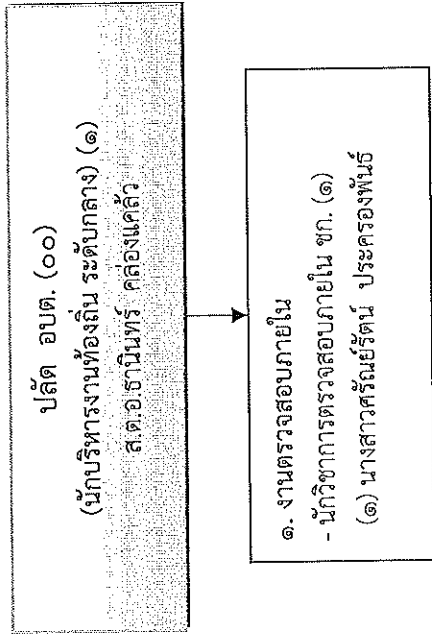 ปลัด อบต. (๐๐)
(นักบริหารงานท้องถิ่น ระดับกลาง) (๑)
ส.ต.อ.ธานินทร์ คล่องแคล้ว
๑. งานตรวจสอบภายใน
- นักวิชาการตรวจสอบภายใน ชก. (๑)
(๑) นางสาวศรัณย์รัตน์ ประครองพันธ์